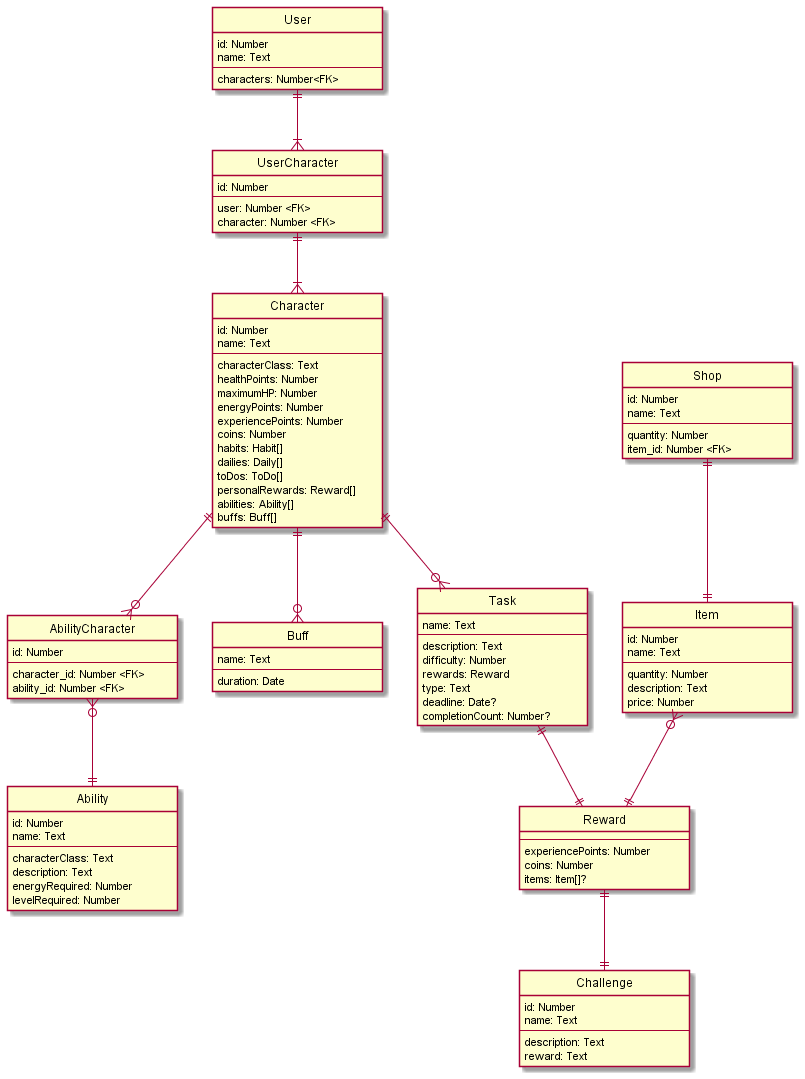 User
id: Number
name: Text
characters: Number<FK>
UserCharacter
id: Number
user: Number <FK>
character: Number <FK>
Character
id: Number
name: Text
characterClass: Text
healthPoints: Number
maximumHP: Number
energyPoints: Number
experiencePoints: Number
coins: Number
habits: Habit[]
dailies: Daily[]
toDos: ToDo[]
personalRewards: Reward[]
abilities: Ability[]
buffs: Buff[]
Shop
id: Number
name: Text
quantity: Number
item_id: Number <FK>
AbilityCharacter
id: Number
character_id: Number <FK>
ability_id: Number <FK>
Buff
name: Text
duration: Date
Task
name: Text
description: Text
difficulty: Number
rewards: Reward
type: Text
deadline: Date?
completionCount: Number?
Item
id: Number
name: Text
quantity: Number
description: Text
price: Number
Ability
id: Number
name: Text
characterClass: Text
description: Text
energyRequired: Number
levelRequired: Number
Reward
experiencePoints: Number
coins: Number
items: Item[]?
Challenge
id: Number
name: Text
description: Text
reward: Text